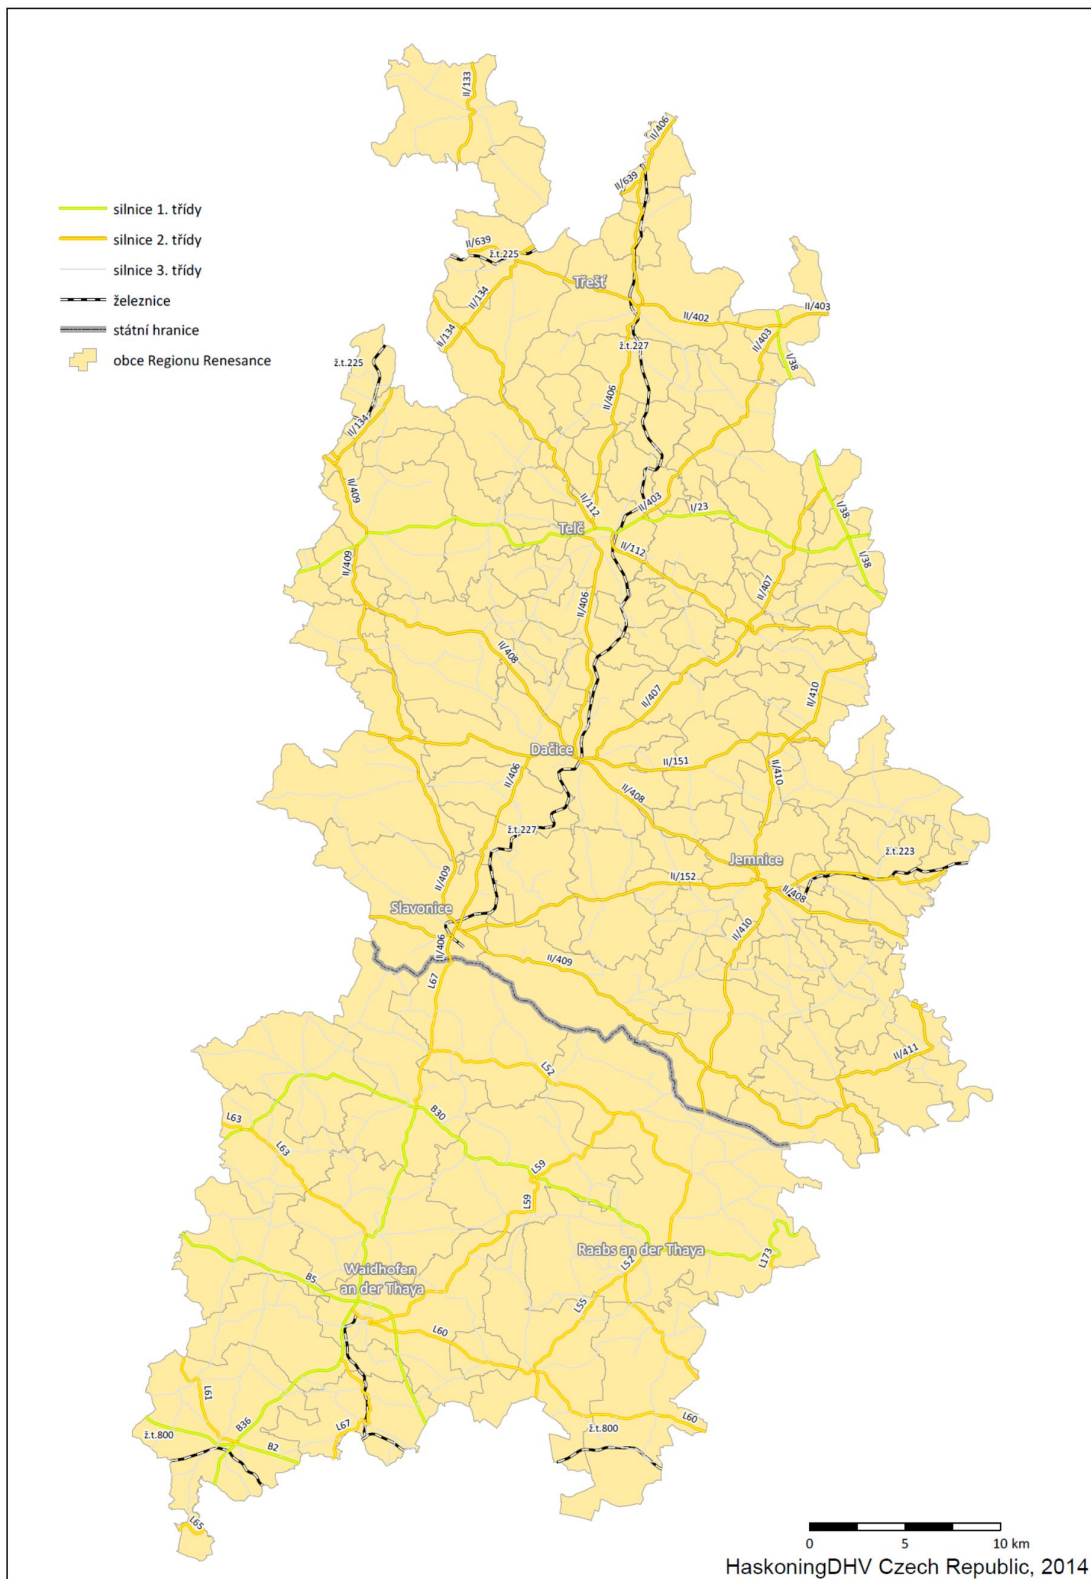 II/133
II/406
II/639
silnice 1. třídy
silnice 2. třídy
silnice 3. třídy
železnice
státní hranice
obce Regionu Renesance
II/639
ž.t.225
II/134
II/134
Třešť
II/402
II/403
II/403
I/38
ž.t.227
ž.t.225
II/406
II/134
II/409
II/112
II/403
I/23
I/38
Telč
II/112
I/38
II/409
II/407
II/406
II/408
II/407
II/410
Dačice
II/151
II/406
II/408
II/410
ž.t.227
Jemnice
ž.t.223
II/409
II/152
II/408
Slavonice
II/410
II/406
II/409
L67
II/411
L52
B30
L63
L63
L59
L59
Raabs an der Thaya
L173
L52
Waidhofen
an der Thaya
B5
L55
L60
L61
B36
L67
L60
ž.t.800
B2
ž.t.800
L65
0 5 10 km
HaskoningDHV Czech Republic, 2014